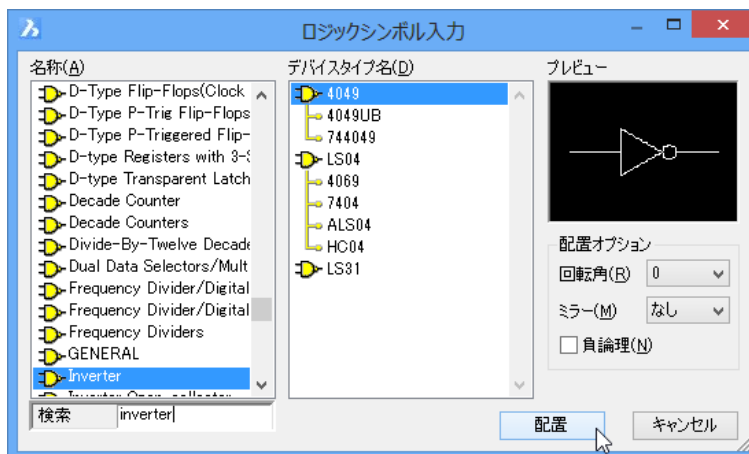 ロジックシンボル入力
名称(A)
D-Type Flip-Flops(Clock
D-Type P-Trig Flip-Flops
D-Type P-Triggered Flip-
D-type Registers with 3-S
D-type Transparent Latch
Decade Counter
Decade Counters
Divide-By-Twelve Decade
Dual Data Selectors/Mult
Frequency Divider/Digital
Frequency Divider/Digital
Frequency Dividers
GENERAL
Inverter
Inverter Open-collector
検索 inverter
デバイスタイプ名(D)
4049
4049UB
744049
LS04
4069
7404
ALS04
HC04
LS31
プレビュー
配置オプション
回転角(R) 0
ミラー(M) なし
負論理(N)
配置 キャンセル